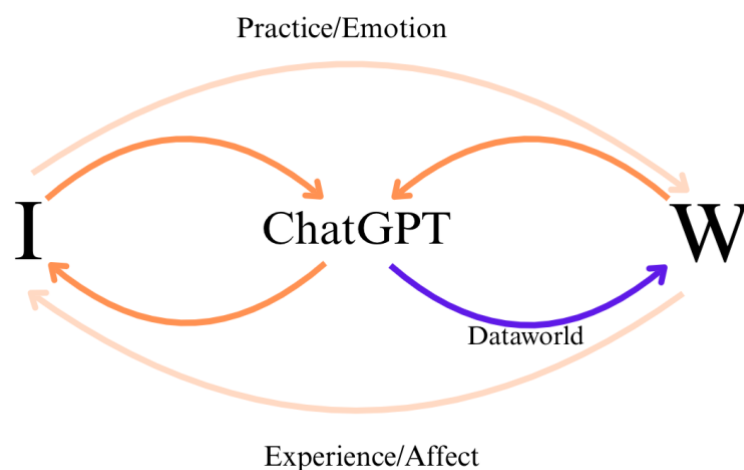 Practice/Emotion
I ChatGPT W
Dataworld
Experience/Affect